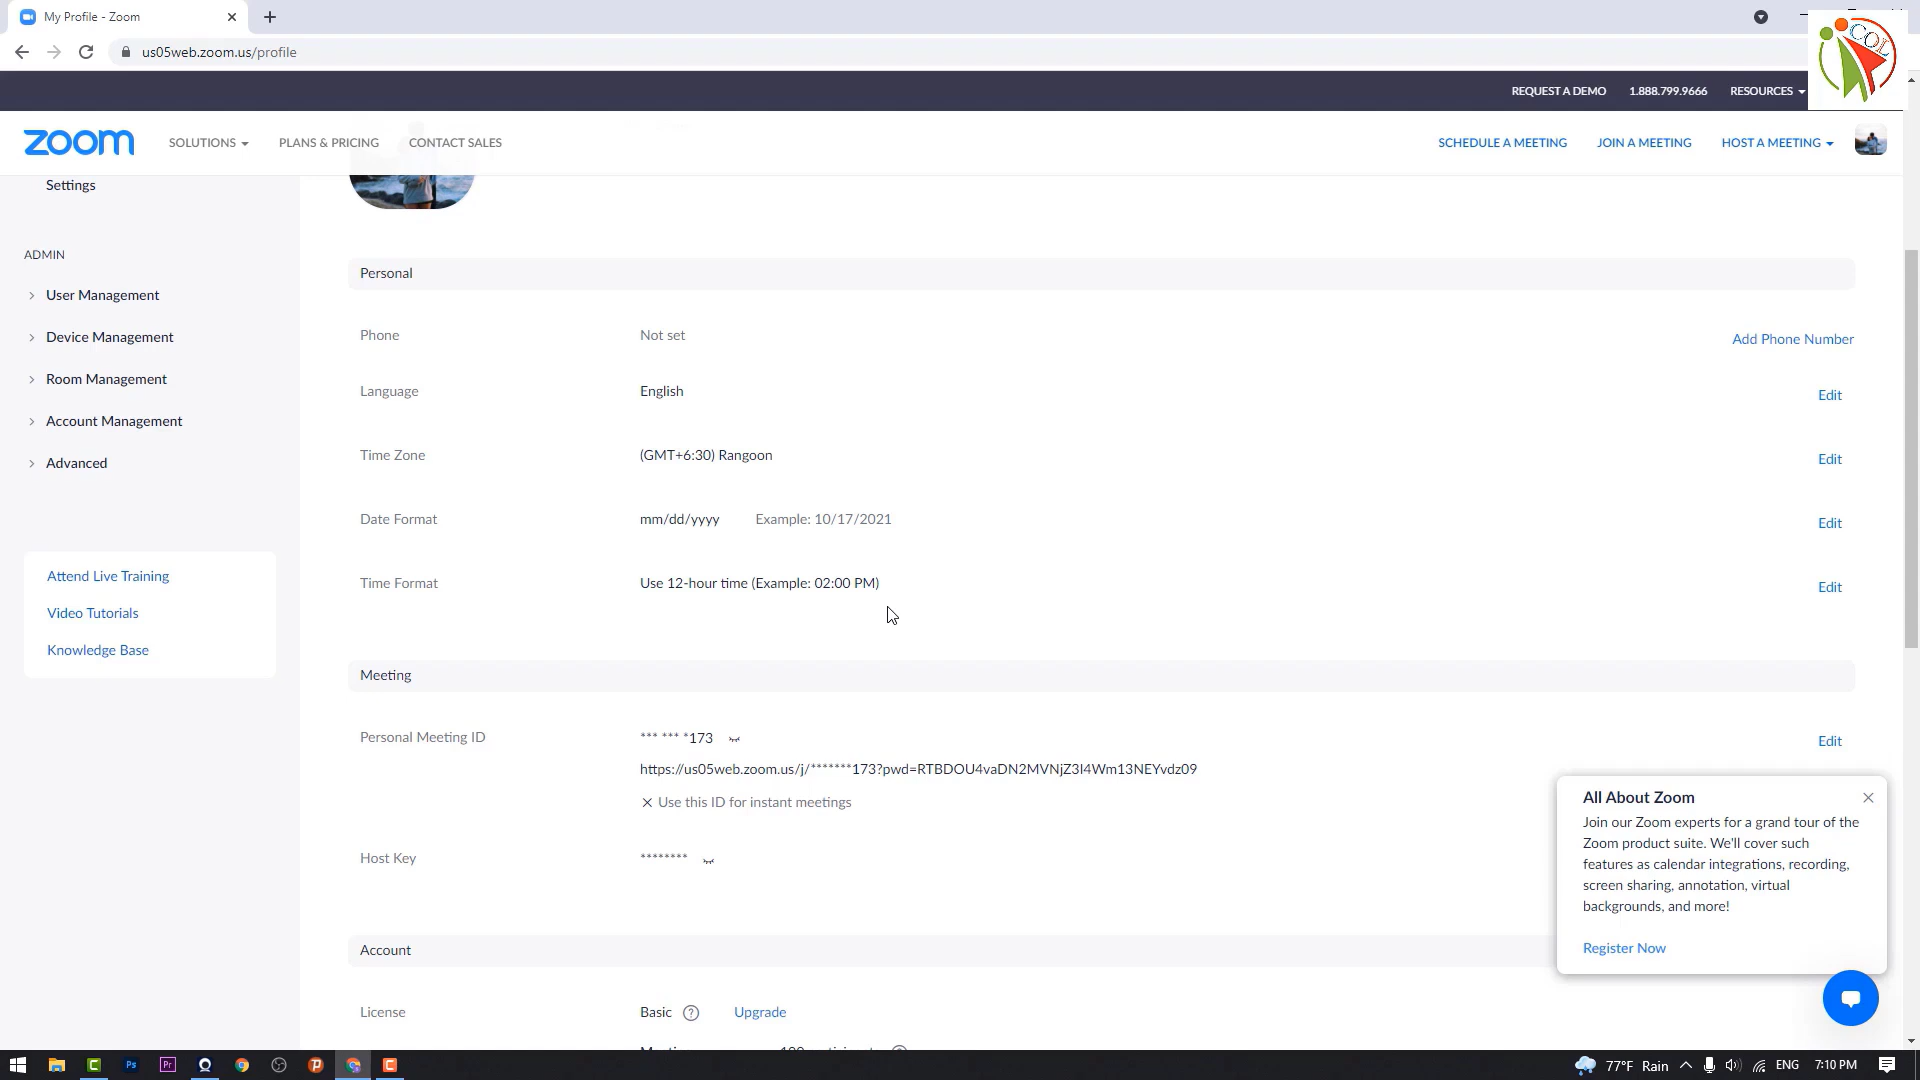 My Profile - Zoom
us05web.zoom.us/profile
COL
REQUEST A DEMO 1.888.799.9666 RESOURCES
zoom SOLUTIONS PLANS & PRICING CONTACT SALES SCHEDULE A MEETING JOIN A MEETING HOST A MEETING
Settings
ADMIN
User Management
Device Management
Room Management
Account Management
Advanced
Attend Live Training
Video Tutorials
Knowledge Base
Personal
Phone Not set Add Phone Number
Language English Edit
Time Zone (GMT+6:30) Rangoon Edit
Date Format mm/dd/yyyy Example: 10/17/2021 Edit
Time Format Use 12-hour time (Example: 02:00 PM) Edit
Meeting
Personal Meeting ID *** *** *173 Edit
https://us05web.zoom.us/j/*******173?pwd=RTBDOU4vaDN2MVNjZ3I4Wm13NEYvdz09
Use this ID for instant meetings
Host Key ********
Account
License Basic Upgrade
All About Zoom
Join our Zoom experts for a grand tour of the
Zoom product suite. We'll cover such
features as calendar integrations, recording,
screen sharing, annotation, virtual
backgrounds, and more!
Register Now
Ps Pr 77°F Rain ENG 7:10 PM